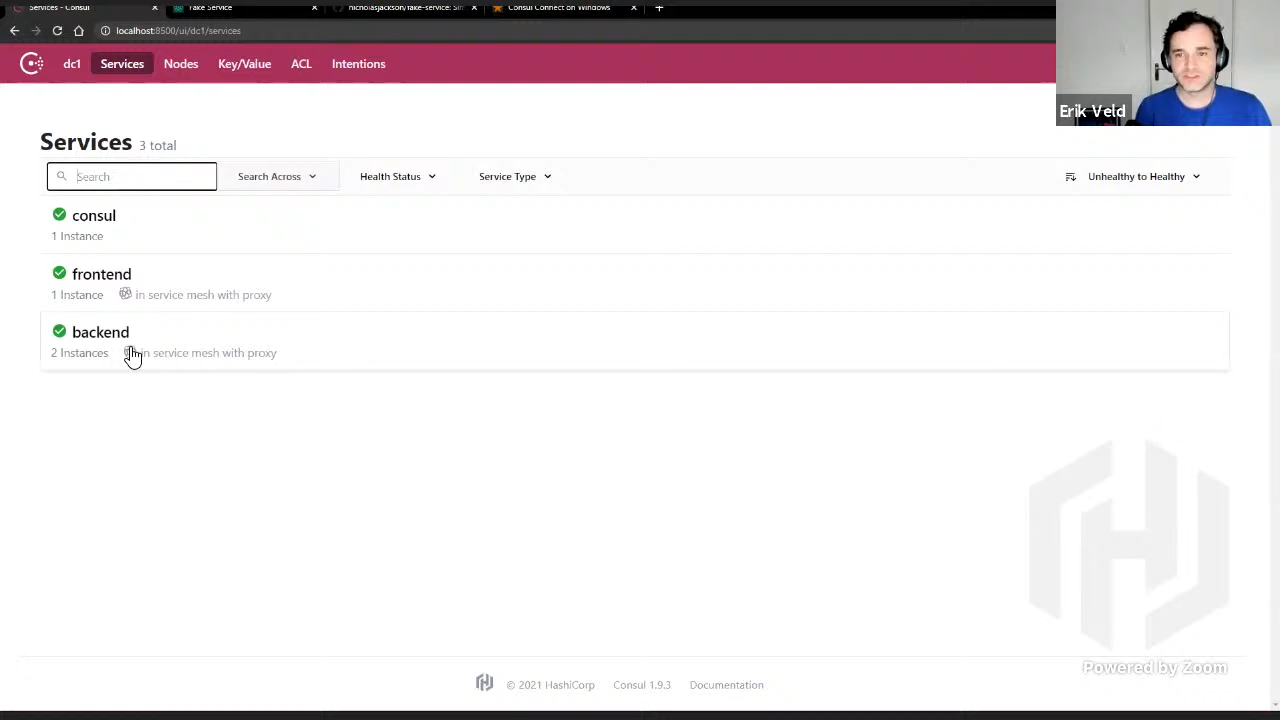 Services - Consul
Fake Service
nicholasjackson/fake-service: Sim
Consul Connect on Windows
localhost:8500/ui/dc1/services
dc1
Services
Nodes
Key/Value
ACL
Intentions
Erik Veld
Services 3 total
Search
Search Across
Health Status
Service Type
Unhealthy to Healthy
consul
1 Instance
frontend
1 Instance in service mesh with proxy
backend
2 Instances in service mesh with proxy
Powered by Zoom
© 2021 HashiCorp
Consul 1.9.3
Documentation